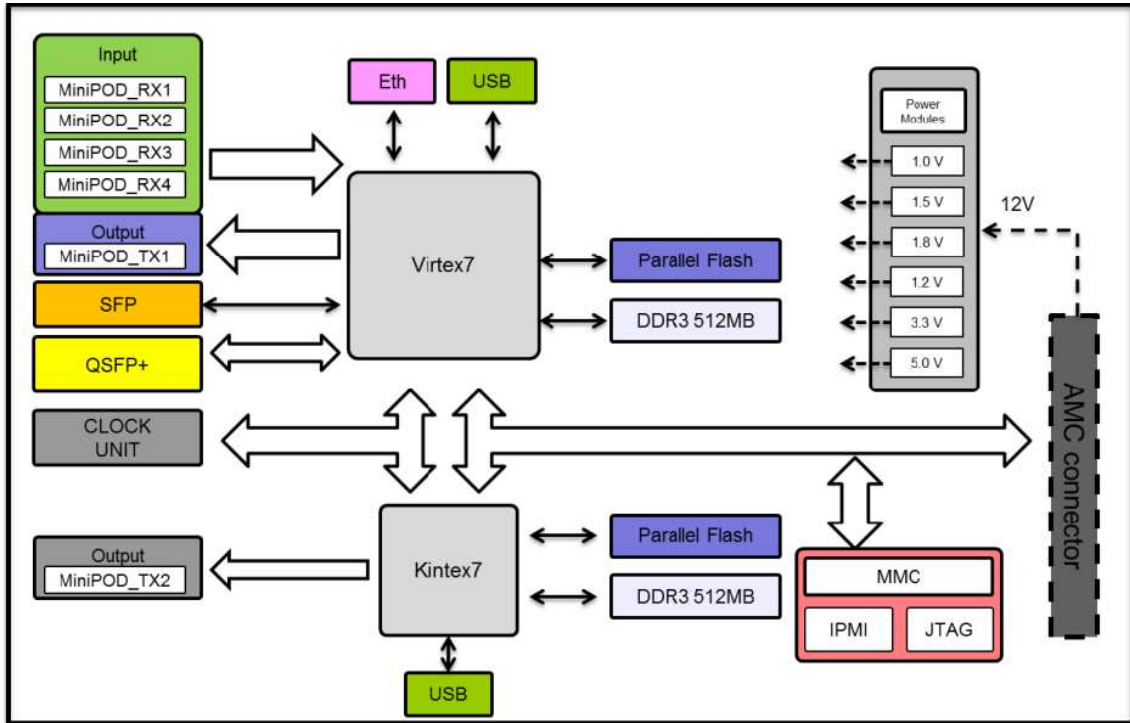 Input
MiniPOD_RX1
MiniPOD_RX2
MiniPOD_RX3
MiniPOD_RX4
Output
MiniPOD_TX1
SFP
QSFP+
CLOCK
UNIT
Output
MiniPOD_TX2
Eth
USB
Virtex7
Parallel Flash
DDR3 512MB
Kintex7
Parallel Flash
DDR3 512MB
USB
Power
Modules
1.0 V
1.5 V
1.8 V
1.2 V
3.3 V
5.0 V
12V
AMC connector
MMC
IPMI
JTAG